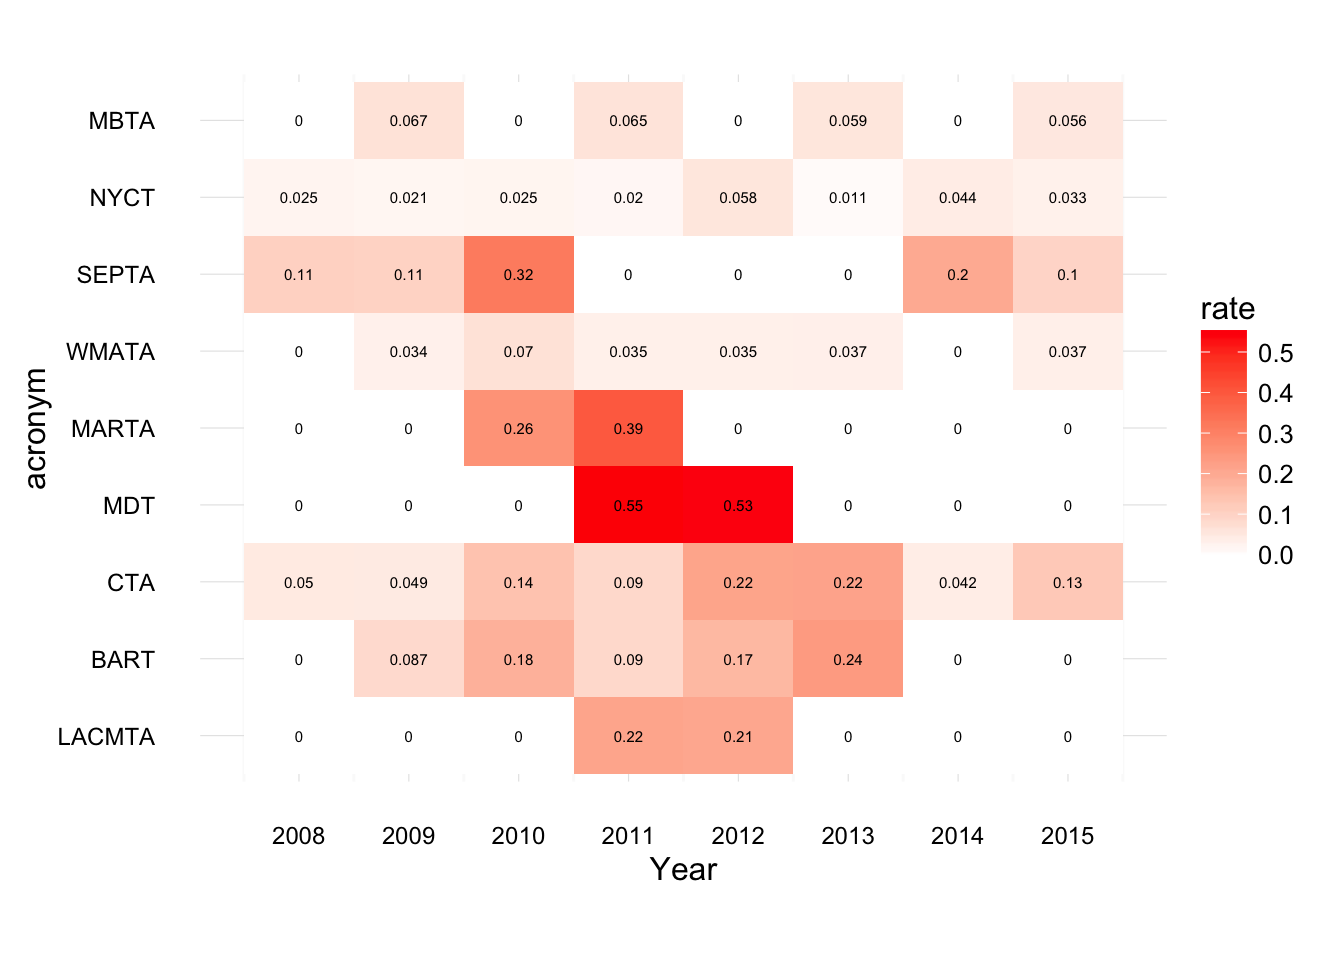 MBTA 0 0.067 0 0.065 0 0.059 0 0.056
NYCT 0.025 0.021 0.025 0.02 0.058 0.011 0.044 0.033
SEPTA 0.11 0.11 0.32 0 0 0 0.2 0.1
WMATA 0 0.034 0.07 0.035 0.035 0.037 0 0.037
MARTA 0 0 0.26 0.39 0 0 0 0
MDT 0 0 0 0.55 0.53 0 0 0
CTA 0.05 0.049 0.14 0.09 0.22 0.22 0.042 0.13
BART 0 0.087 0.18 0.09 0.17 0.24 0 0
LACMTA 0 0 0 0.22 0.21 0 0 0
2008 2009 2010 2011 2012 2013 2014 2015
Year
acronym
rate
0.5
0.4
0.3
0.2
0.1
0.0